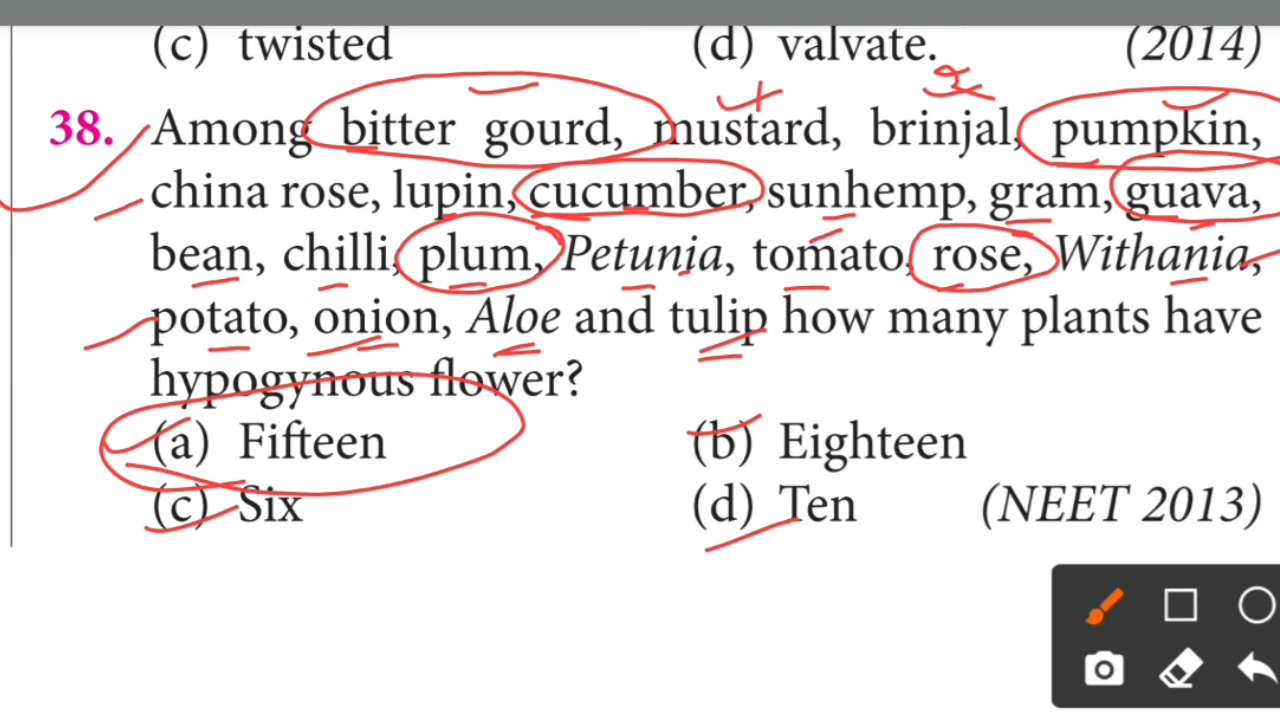 (c) twisted (d) valvate. (2014)
38. Among bitter gourd, mustard, brinjal, pumpkin,
china rose, lupin, cucumber, sunhemp, gram, guava,
bean, chilli, plum, Petunia, tomato, rose, Withania,
potato, onion, Aloe and tulip how many plants have
hypogynous flower?
(a) Fifteen (b) Eighteen
(c) Six (d) Ten (NEET 2013)